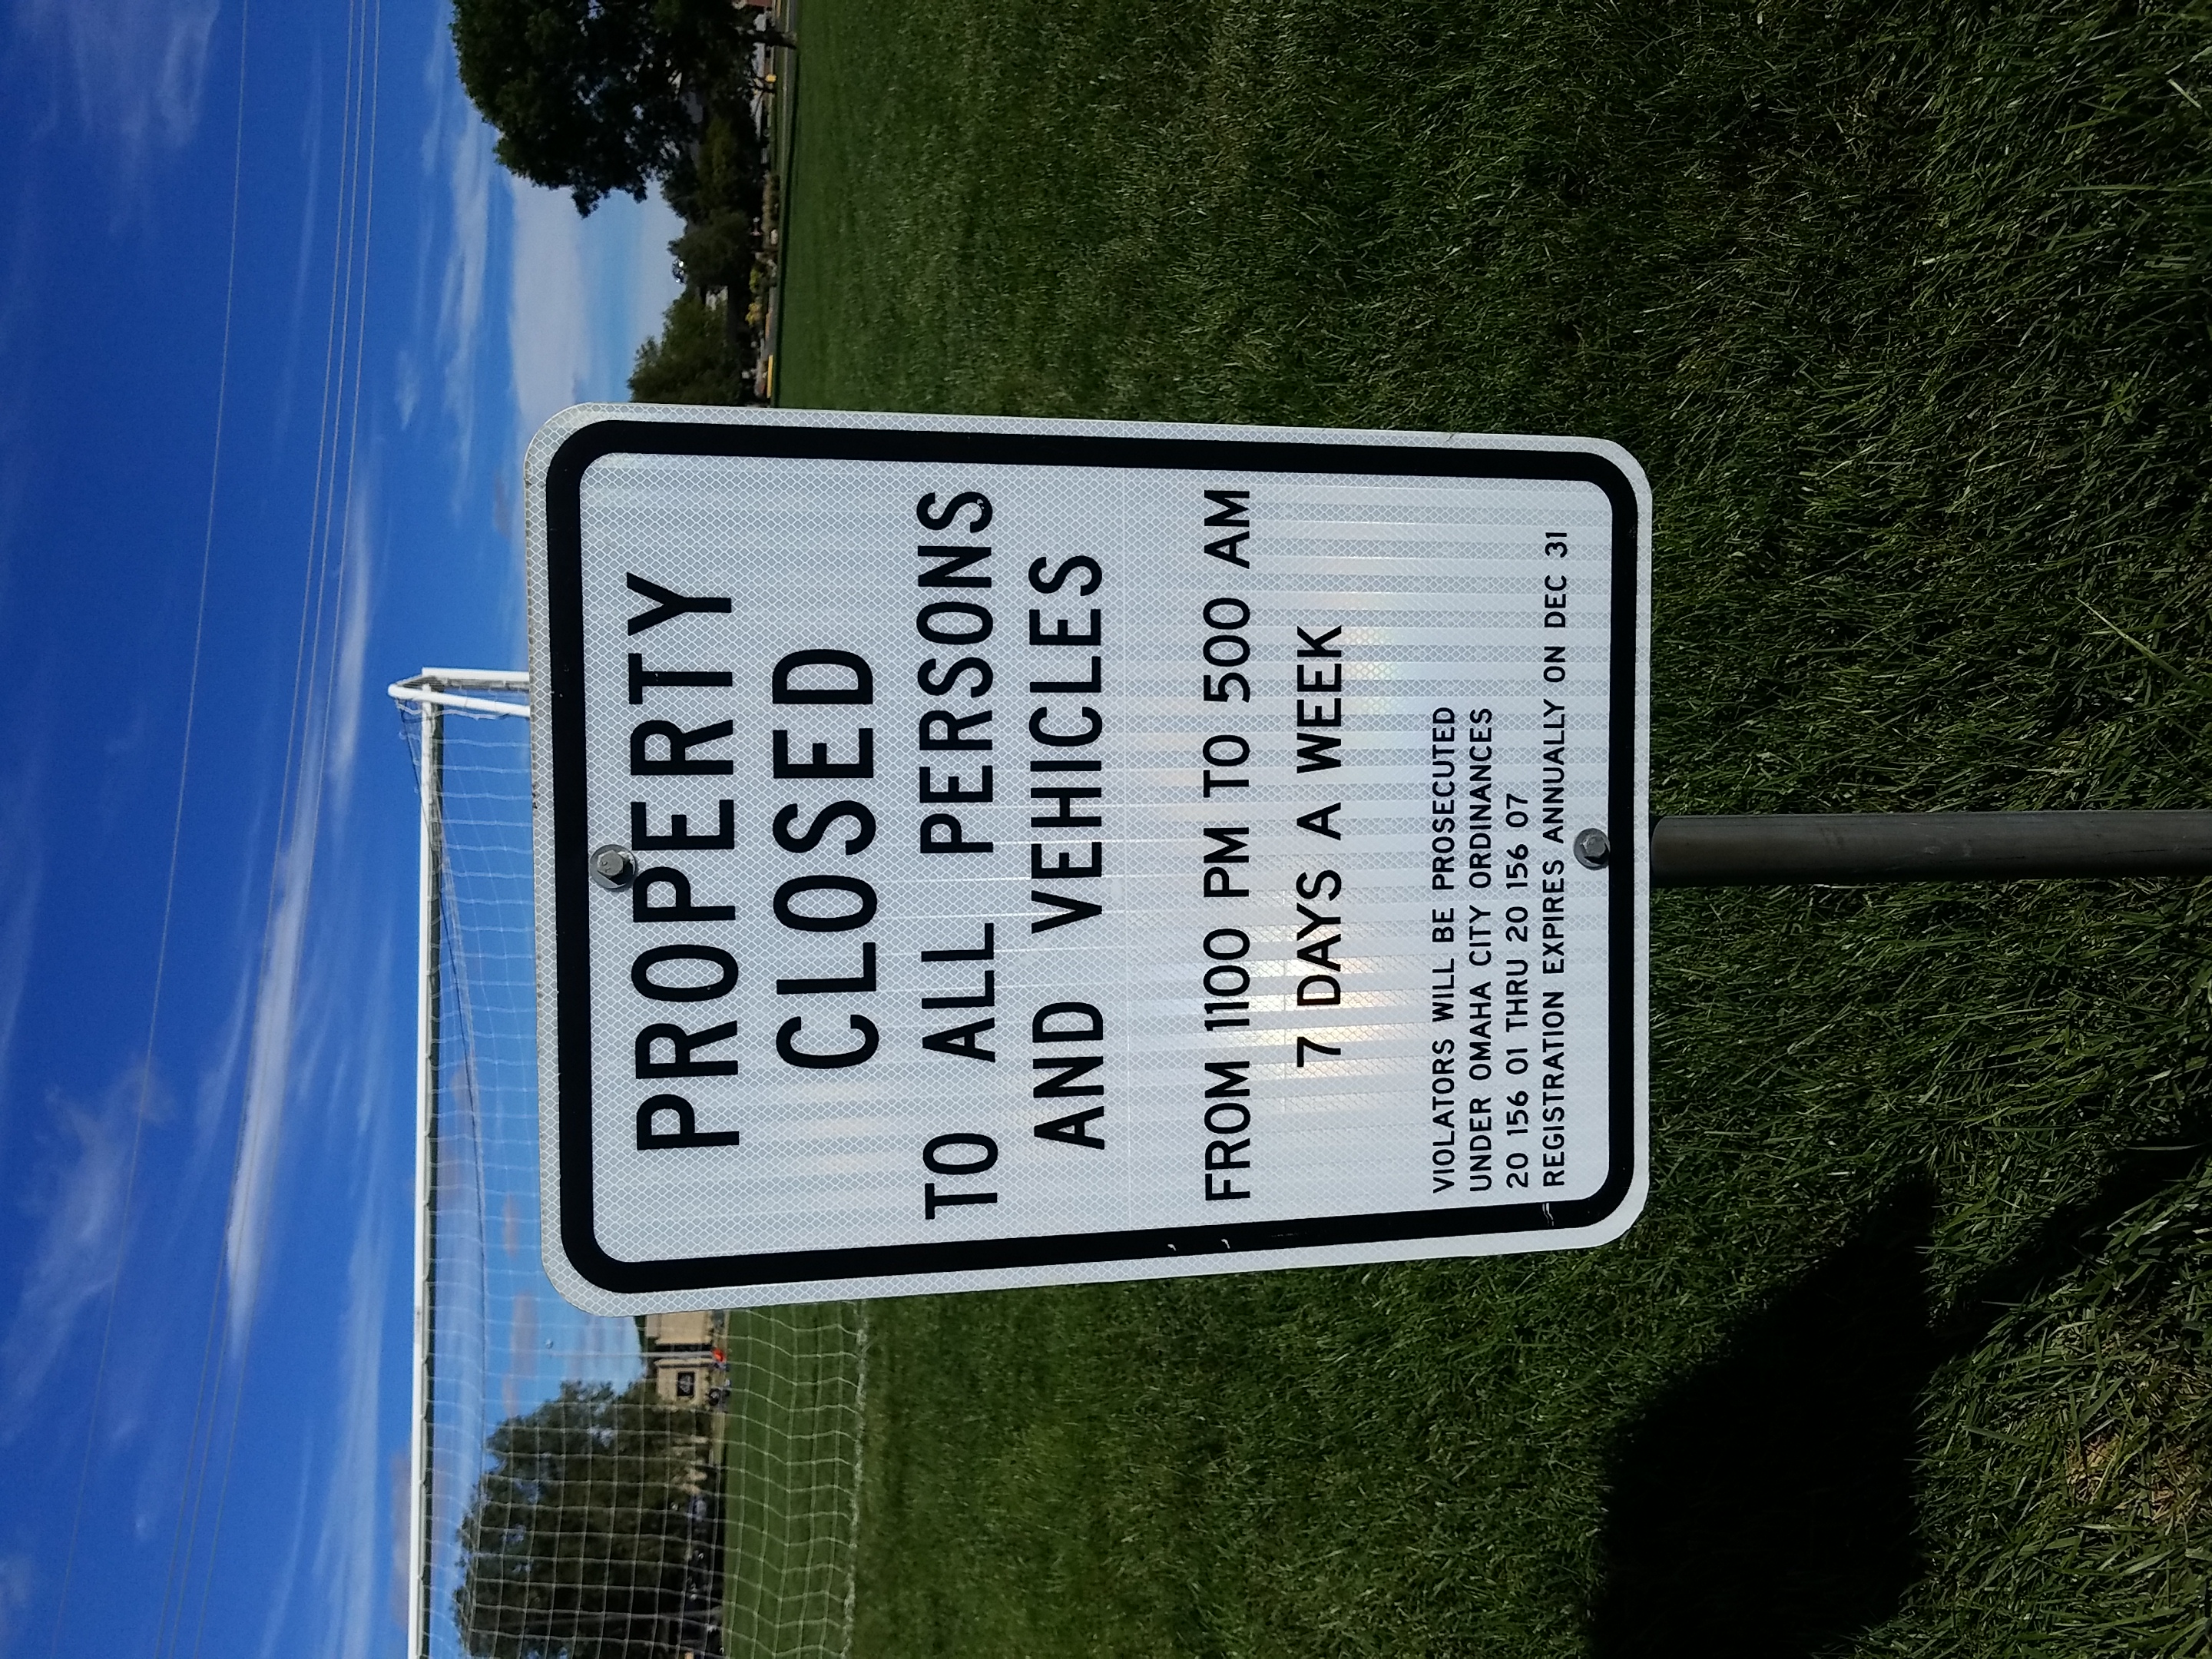 PROPERTY
CLOSED
TO ALL PERSONS
AND VEHICLES
FROM 1100 PM TO 500 AM
7 DAYS A WEEK
VIOLATORS WILL BE PROSECUTED
UNDER OMAHA CITY ORDINANCES
20 156 01 THRU 20 156 07
REGISTRATION EXPIRES ANNUALLY ON DEC 31